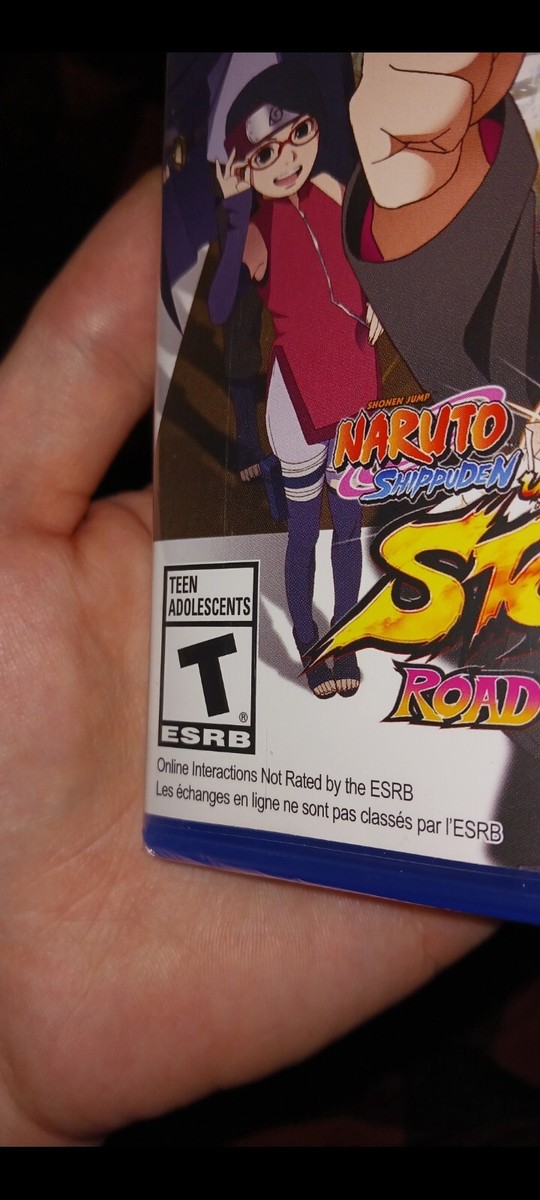 SHONEN JUMP
NARUTO
SHIPPUDEN
TEEN
ADOLESCENTS
T
®
ESRB
ROAD
Online Interactions Not Rated by the ESRB
Les échanges en ligne ne sont pas classés par l'ESRB